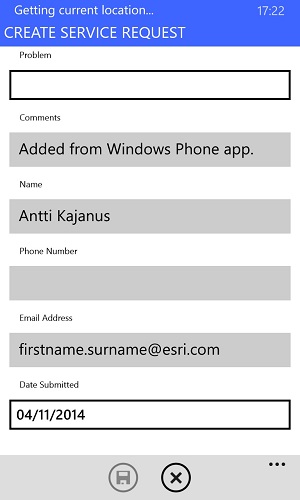 Getting current location... 17:22
CREATE SERVICE REQUEST
Problem
Comments
Added from Windows Phone app.
Name
Antti Kajanus
Phone Number
Email Address
firstname.surname@esri.com
Date Submitted
04/11/2014